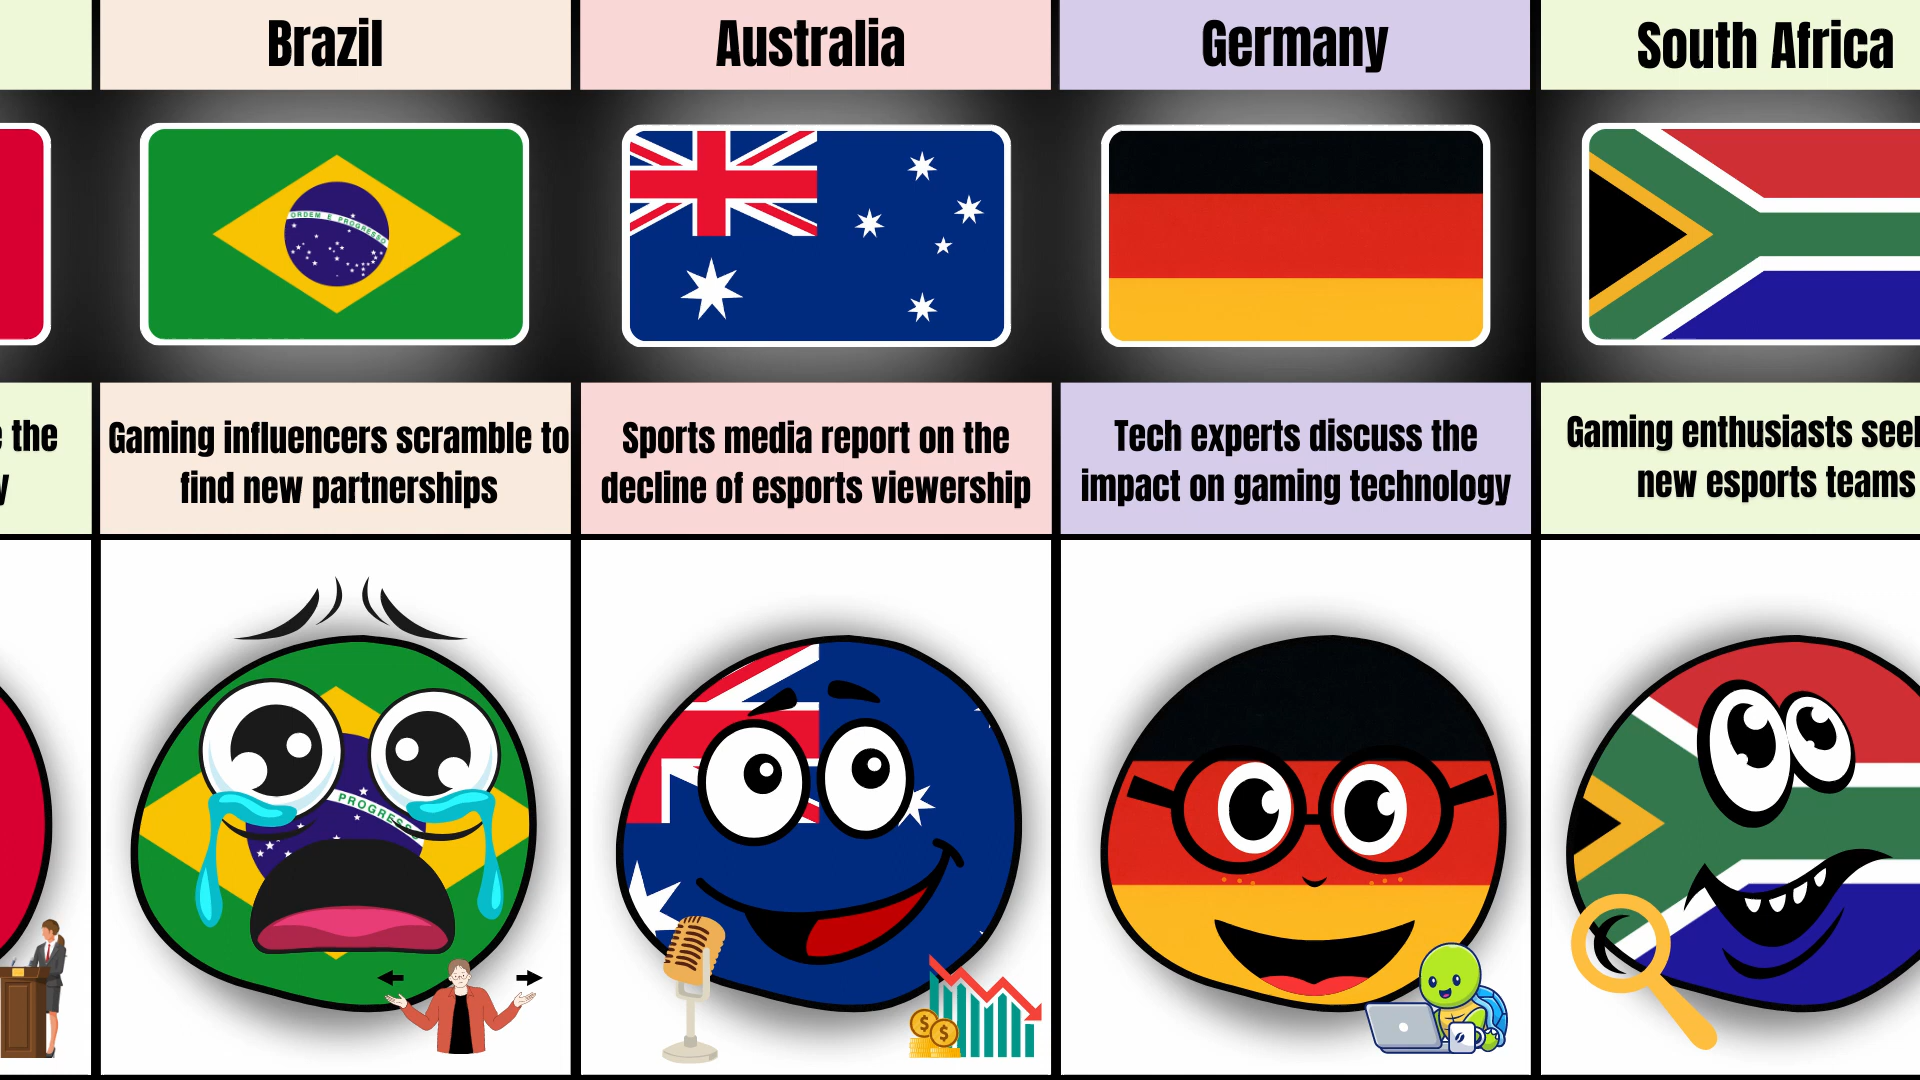 Brazil
Australia
Germany
South Africa
ORDEM E PROGRESSO
the
y
Gaming influencers scramble to
find new partnerships
Sports media report on the
decline of esports viewership
Tech experts discuss the
impact on gaming technology
Gaming enthusiasts see
new esports teams
PROGRESS